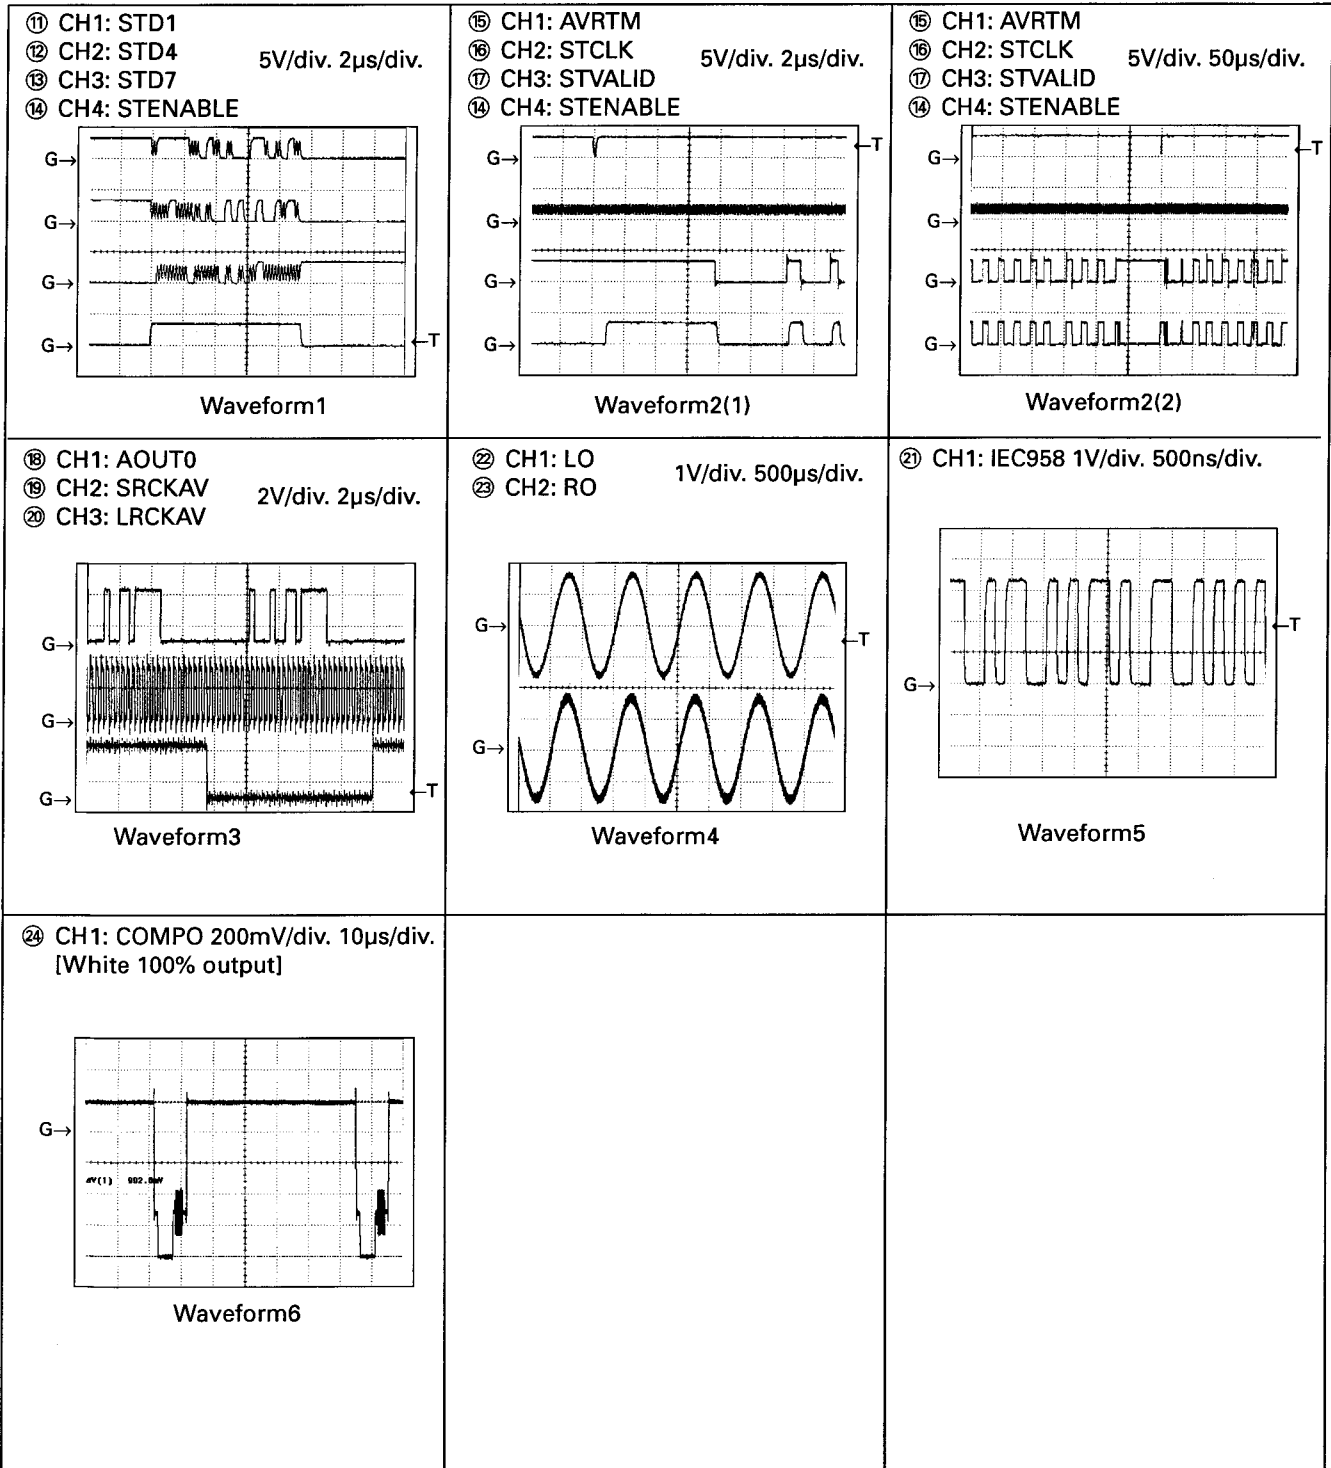 ⑪ CH1: STD1
⑫ CH2: STD4
⑬ CH3: STD7
⑭ CH4: STENABLE
5V/div. 2µs/div.
G→
G→
G→
G→
←T
Waveform1
⑮ CH1: AVRTM
⑯ CH2: STCLK
⑰ CH3: STVALID
⑭ CH4: STENABLE
5V/div. 2µs/div.
G→
G→
G→
G→
←T
Waveform2(1)
⑮ CH1: AVRTM
⑯ CH2: STCLK
⑰ CH3: STVALID
⑭ CH4: STENABLE
5V/div. 50µs/div.
G→
G→
G→
G→
←T
Waveform2(2)
⑱ CH1: AOUT0
⑲ CH2: SRCKAV
⑳ CH3: LRCKAV
2V/div. 2µs/div.
G→
G→
G→
←T
Waveform3
㉒ CH1: LO
㉓ CH2: RO
1V/div. 500µs/div.
G→
G→
←T
Waveform4
㉑ CH1: IEC958 1V/div. 500ns/div.
G→
←T
Waveform5
㉔ CH1: COMPO 200mV/div. 10µs/div.
[White 100% output]
G→
Waveform6